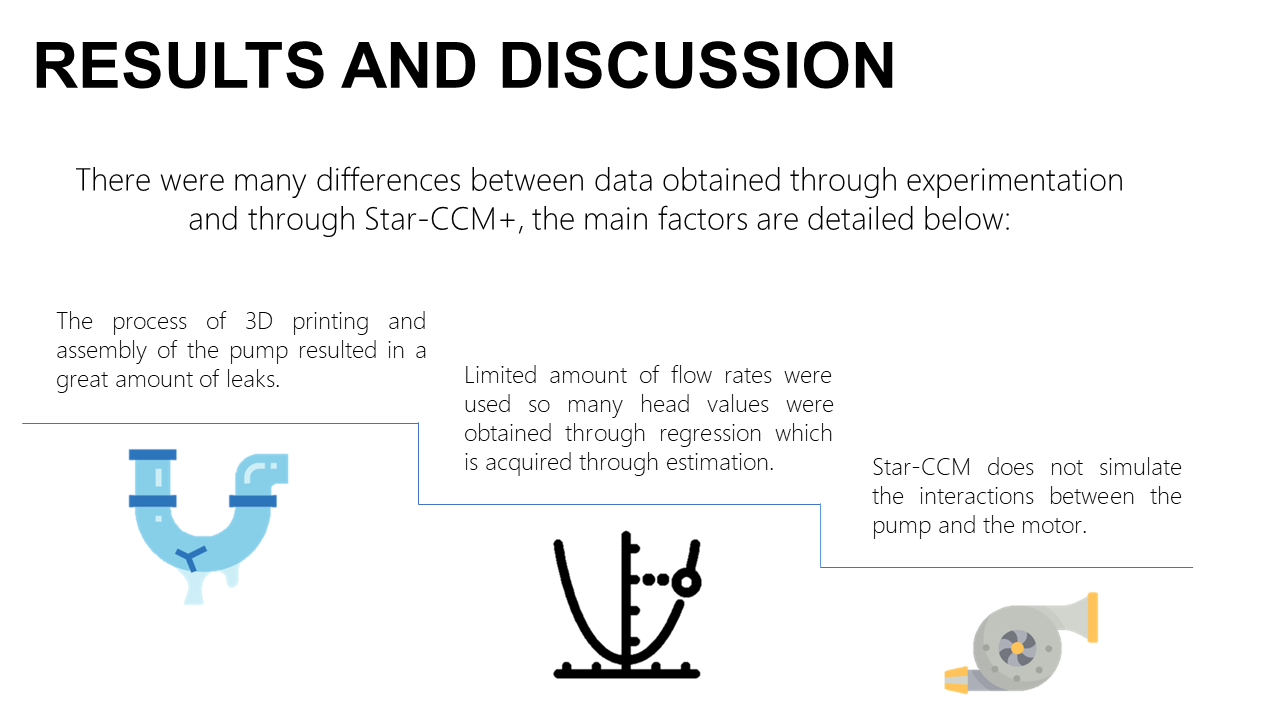 RESULTS AND DISCUSSION
There were many differences between data obtained through experimentation
and through Star-CCM+, the main factors are detailed below:
The process of 3D printing and
assembly of the pump resulted in a
great amount of leaks.
Limited amount of flow rates were
used so many head values were
obtained through regression which
is acquired through estimation.
Star-CCM does not simulate
the interactions between the
pump and the motor.